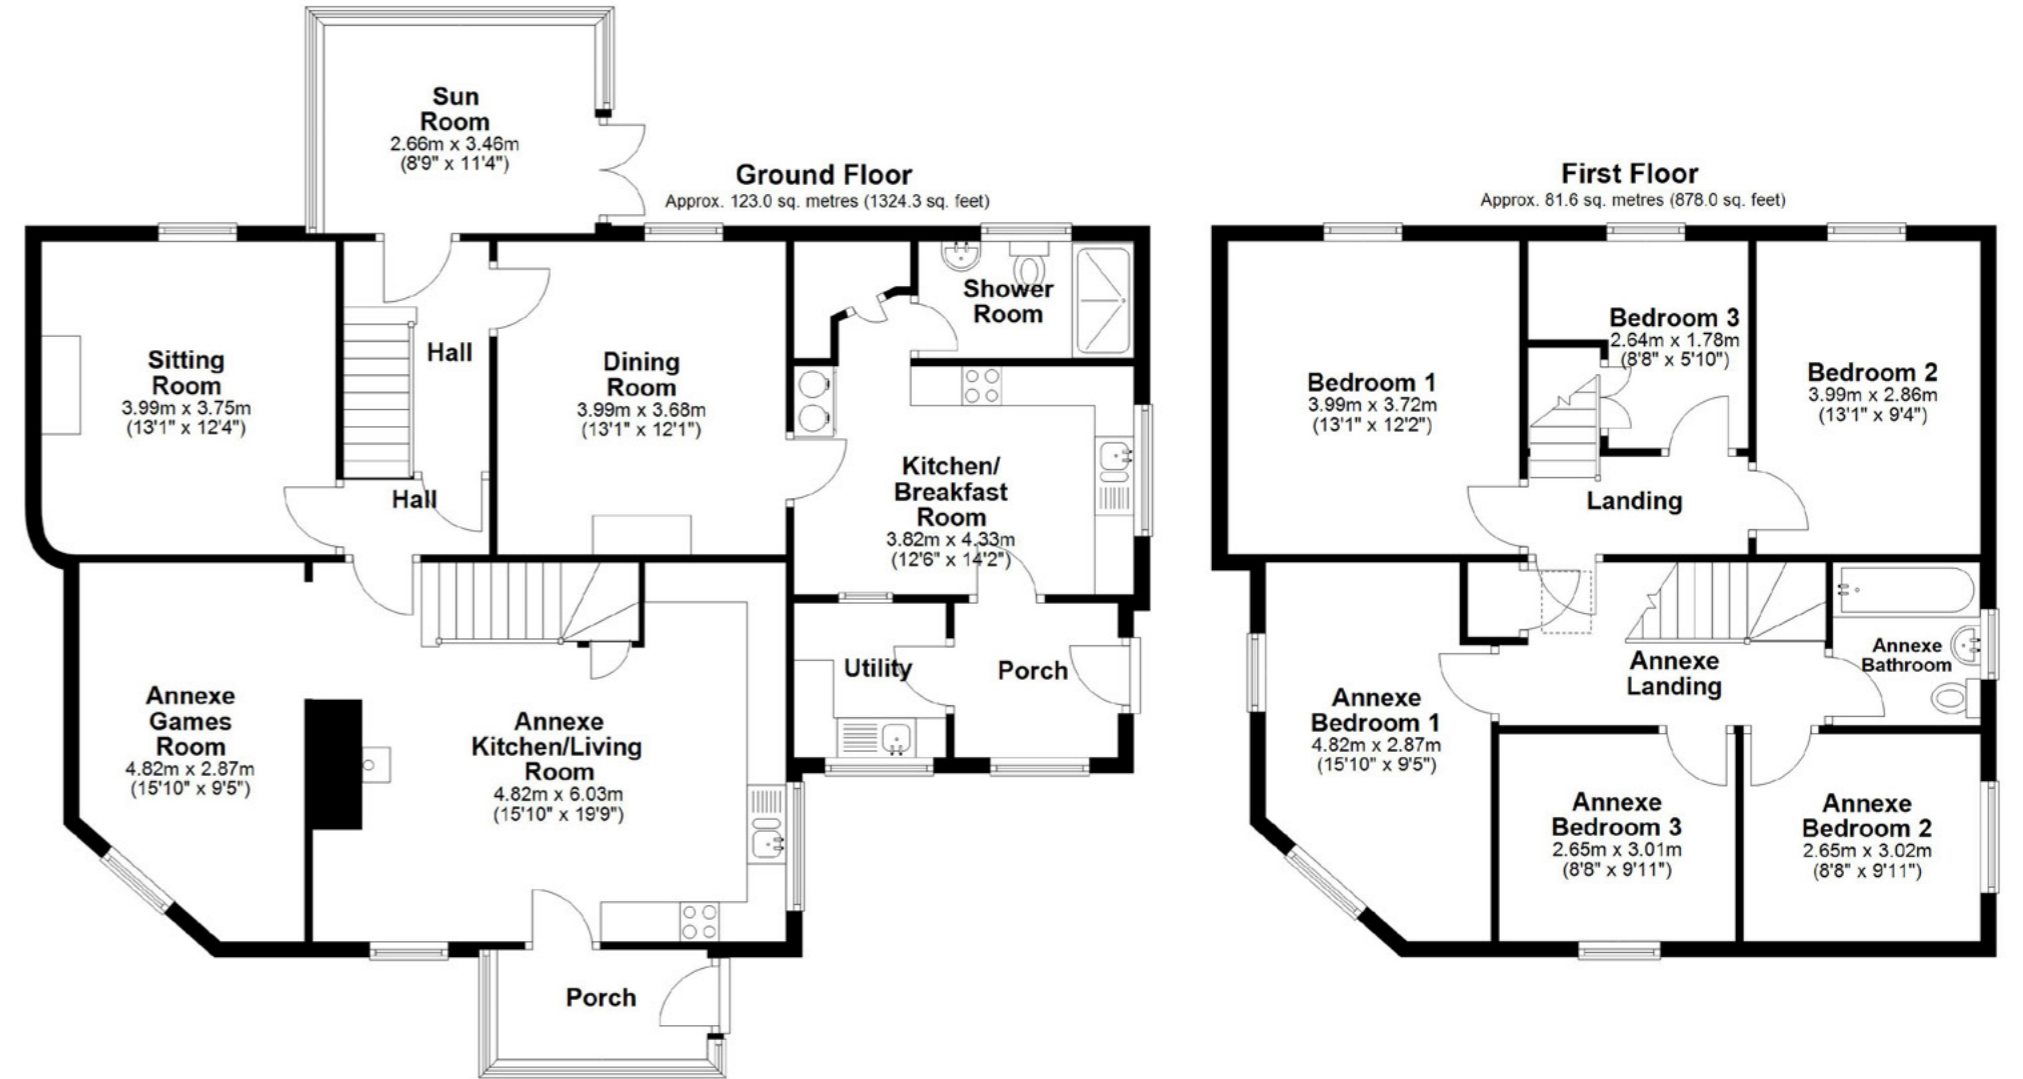 Sun
Room
2.66m x 3.46m
(8'9" x 11'4")
Ground Floor
Approx. 123.0 sq. metres (1324.3 sq. feet)
Sitting
Room
3.99m x 3.75m
(13'1" x 12'4")
Hall
Hall
Dining
Room
3.99m x 3.68m
(13'1" x 12'1")
Shower
Room
Kitchen/
Breakfast
Room
3.82m x 4.33m
(12'6" x 14'2")
Utility
Porch
Annexe
Games
Room
4.82m x 2.87m
(15'10" x 9'5")
Annexe
Kitchen/Living
Room
4.82m x 6.03m
(15'10" x 19'9")
Porch
First Floor
Approx. 81.6 sq. metres (878.0 sq. feet)
Bedroom 1
3.99m x 3.72m
(13'1" x 12'2")
Bedroom 3
2.64m x 1.78m
(8'8" x 5'10")
Bedroom 2
3.99m x 2.86m
(13'1" x 9'4")
Landing
Annexe
Bedroom 1
4.82m x 2.87m
(15'10" x 9'5")
Annexe
Landing
Annexe
Bathroom
Annexe
Bedroom 3
2.65m x 3.01m
(8'8" x 9'11")
Annexe
Bedroom 2
2.65m x 3.02m
(8'8" x 9'11")